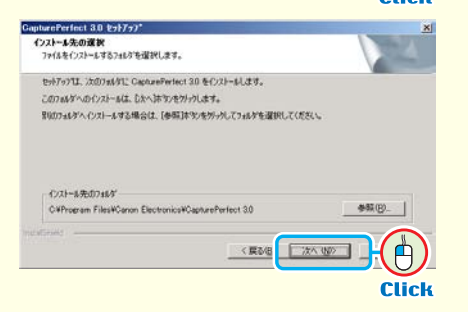 Click
CapturePerfect 3.0 ｾｯﾄｱｯﾌﾟ
ｲﾝｽﾄｰﾙ先の選択
ﾌｧｲﾙをｲﾝｽﾄｰﾙするﾌｫﾙﾀﾞを選択します。
ｾｯﾄｱｯﾌﾟは、次のﾌｫﾙﾀﾞに CapturePerfect 3.0 をｲﾝｽﾄｰﾙします。
このﾌｫﾙﾀﾞへのｲﾝｽﾄｰﾙは、[次へ]ﾎﾞﾀﾝをｸﾘｯｸします。
別のﾌｫﾙﾀﾞへｲﾝｽﾄｰﾙする場合は、[参照]ﾎﾞﾀﾝをｸﾘｯｸしてﾌｫﾙﾀﾞを選択してください。
ｲﾝｽﾄｰﾙ先のﾌｫﾙﾀﾞ
C:¥Program Files¥Canon Electronics¥CapturePerfect 3.0
参照(R)...
InstallShield
< 戻る(B)
次へ (N)>
Click